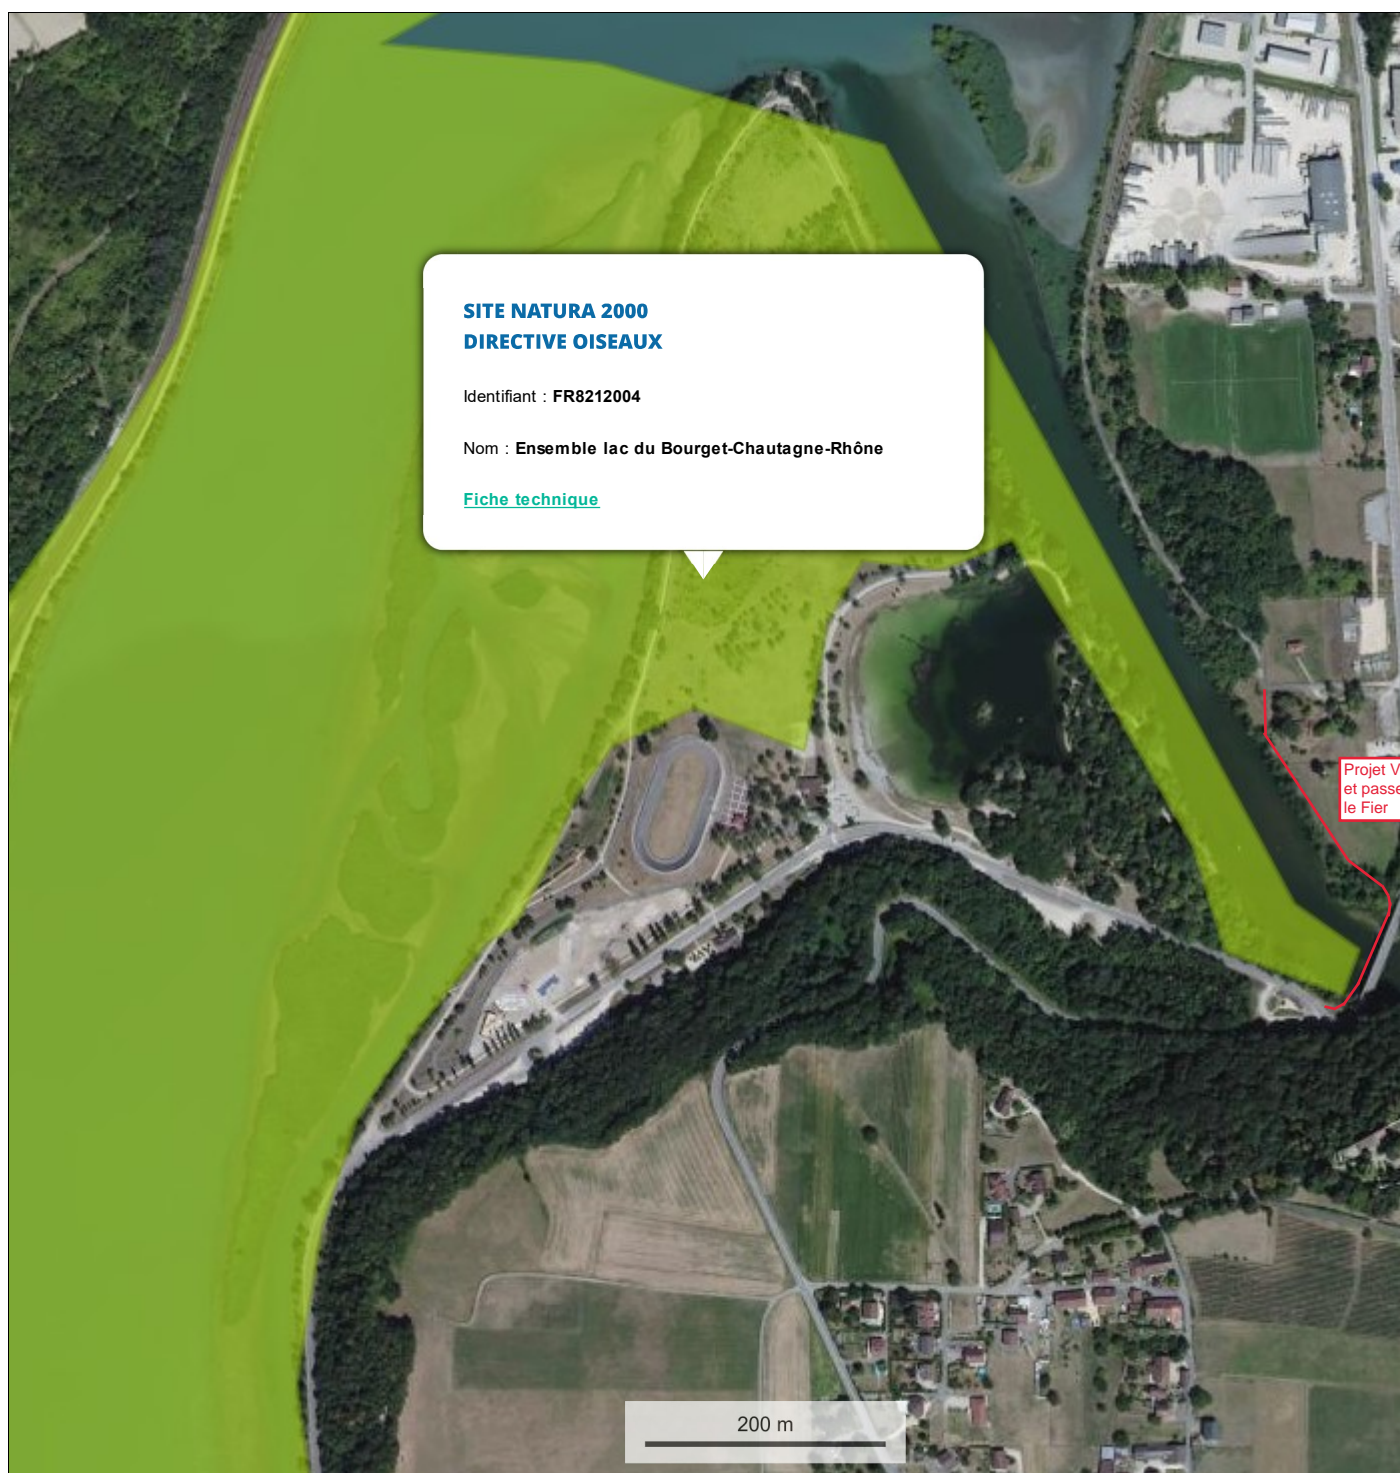 SITE NATURA 2000
DIRECTIVE OISEAUX
Identifiant : FR8212004
Nom : Ensemble lac du Bourget-Chautagne-Rhône
Fiche technique
Projet V
et passe
le Fier
200 m